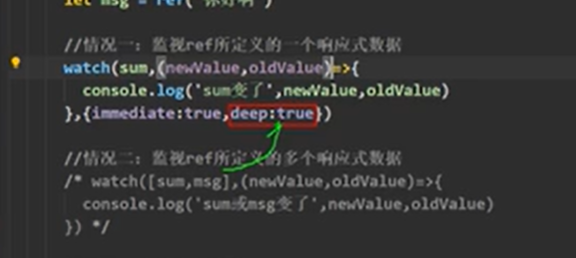 let msg = ref('你好啊')
//情况一：监视ref所定义的一个响应式数据
watch(sum,(newValue,oldValue)=>{
console.log('sum变了',newValue,oldValue)
},{immediate:true,deep:true})
//情况二：监视ref所定义的多个响应式数据
/* watch([sum,msg],(newValue,oldValue)=>{
console.log('sum或msg变了',newValue,oldValue)
}) */